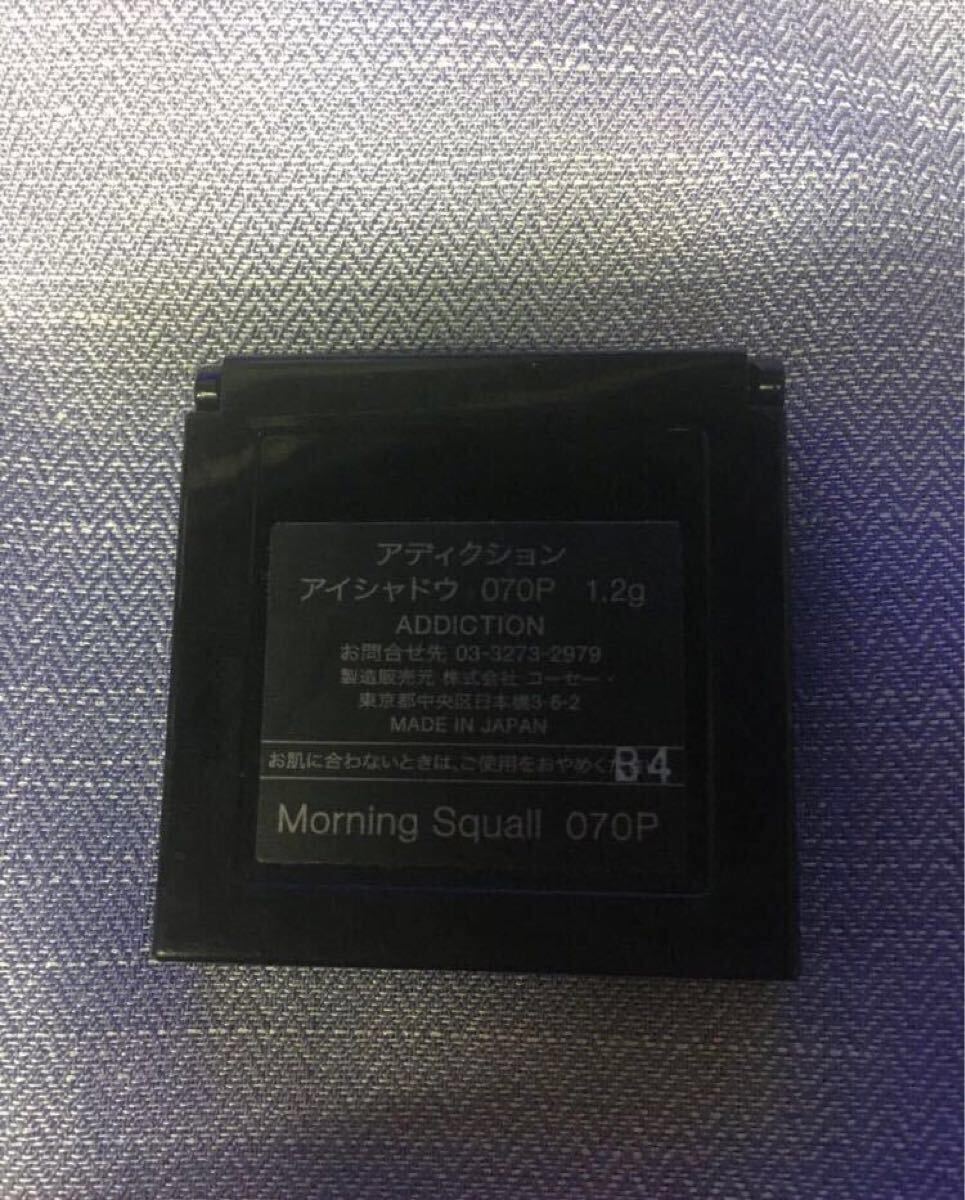 アディクション
アイシャドウ 070P 1.2g
ADDICTION
お問合せ先 03-3273-2979
製造販売元 株式会社 コーセー・
東京都中央区日本橋3-6-2
MADE IN JAPAN
お肌に合わないときは、ご使用をおやめくだ
B4
Morning Squall 070P